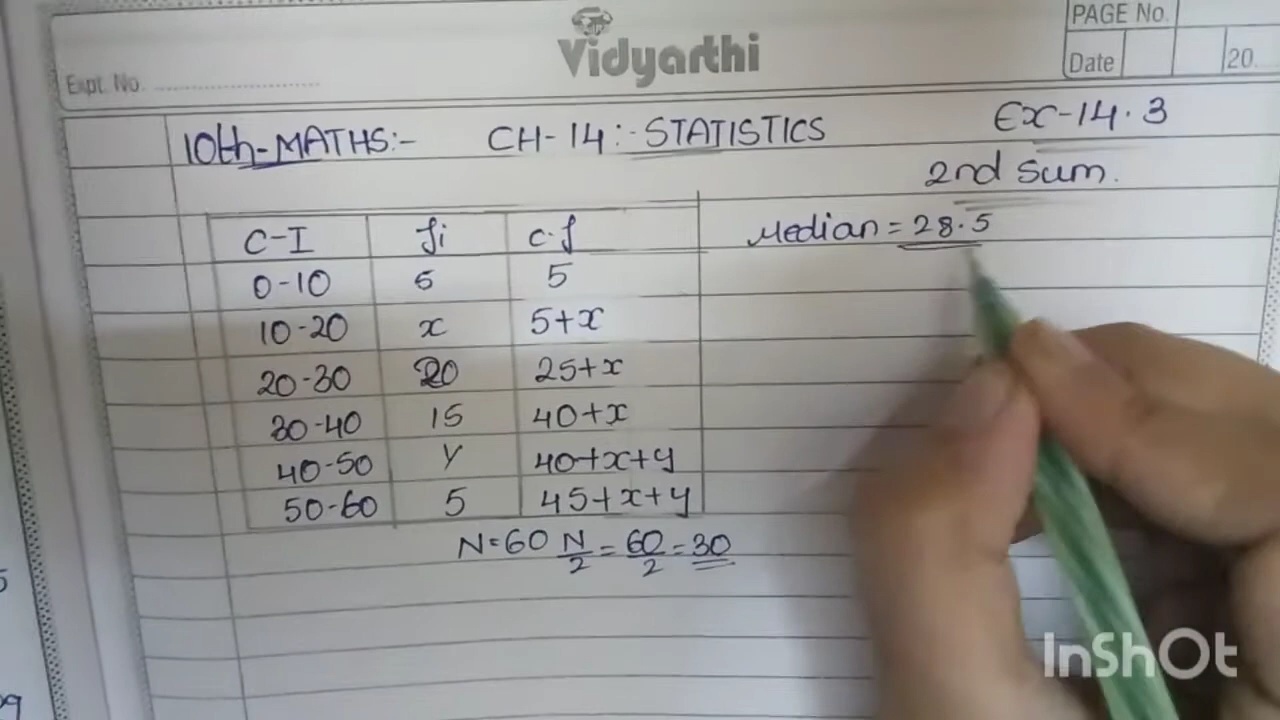 PAGE No.
Vidyarthi
Expt. No.
Date
20.
10th-MATHS:- CH-14:- STATISTICS Ex-14.3
2nd Sum.
Median = 28.5
C-I fi c.f
0-10 5 5
10-20 x 5+x
20-30 20 25+x
30-40 15 40+x
40-50 y 40+x+y
50-60 5 45+x+y
N=60 N/2 = 60/2 = 30
5
9
InShOt